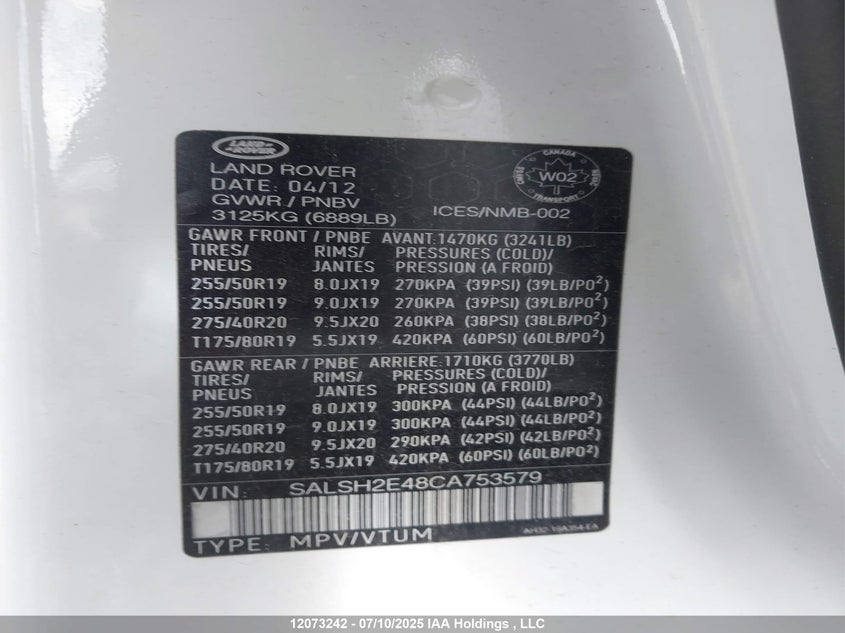 LAND ROVER
LAND ROVER
DATE: 04/12
GVWR / PNBV
3125KG (6889LB)
CANADA
W02
TRANSPORT
ICES/NMB-002
GAWR FRONT / PNBE AVANT:1470KG (3241LB)
TIRES/ RIMS/ PRESSURES (COLD)/
PNEUS JANTES PRESSION (A FROID)
255/50R19 8.0JX19 270KPA (39PSI) (39LB/PO²)
255/50R19 9.0JX19 270KPA (39PSI) (39LB/PO²)
275/40R20 9.5JX20 260KPA (38PSI) (38LB/PO²)
T175/80R19 5.5JX19 420KPA (60PSI) (60LB/PO²)
GAWR REAR / PNBE ARRIERE:1710KG (3770LB)
TIRES/ RIMS/ PRESSURES (COLD)/
PNEUS JANTES PRESSION (A FROID)
255/50R19 8.0JX19 300KPA (44PSI) (44LB/PO²)
255/50R19 9.0JX19 300KPA (44PSI) (44LB/PO²)
275/40R20 9.5JX20 290KPA (42PSI) (42LB/PO²)
T175/80R19 5.5JX19 420KPA (60PSI) (60LB/PO²)
VIN: SALSH2E48CA753579
TYPE: MPV/VTUM
12073242 - 07/10/2025 IAA Holdings , LLC